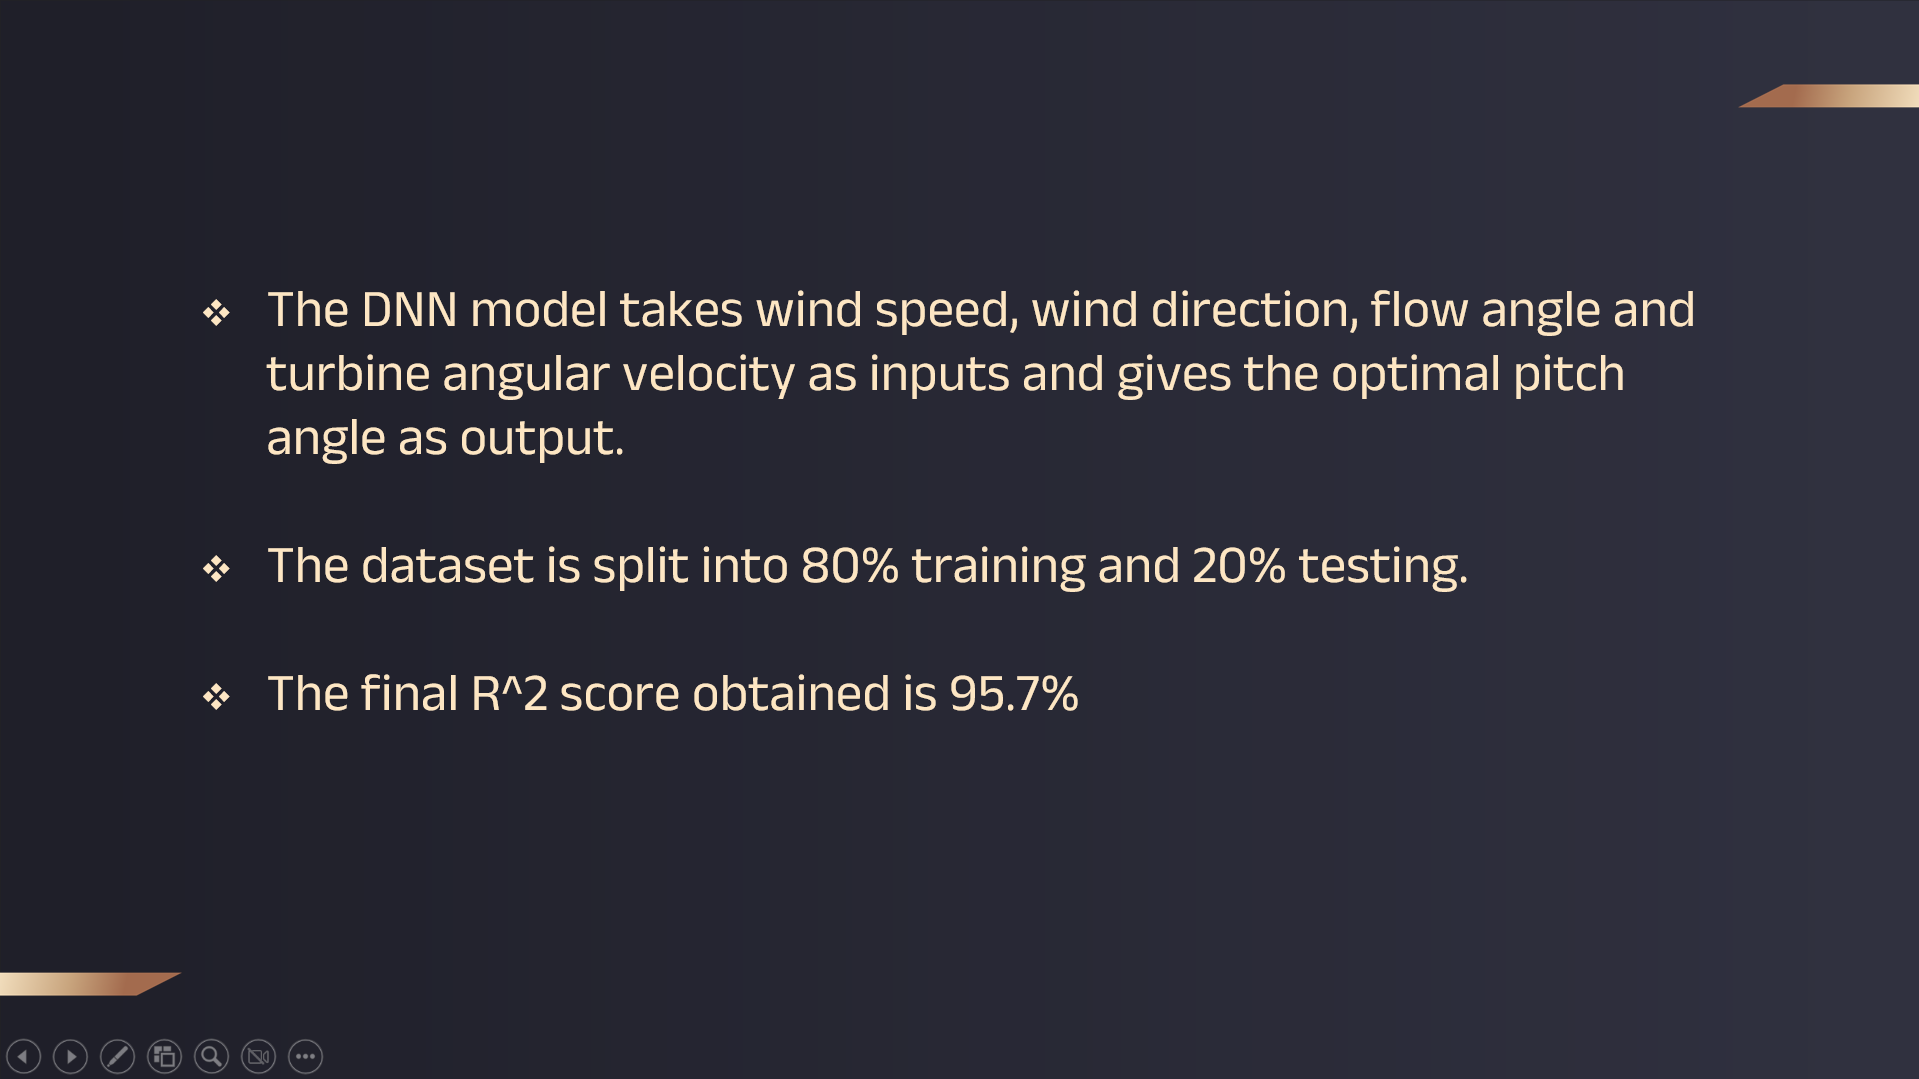 ❖ The DNN model takes wind speed, wind direction, flow angle and
turbine angular velocity as inputs and gives the optimal pitch
angle as output.
❖ The dataset is split into 80% training and 20% testing.
❖ The final R^2 score obtained is 95.7%